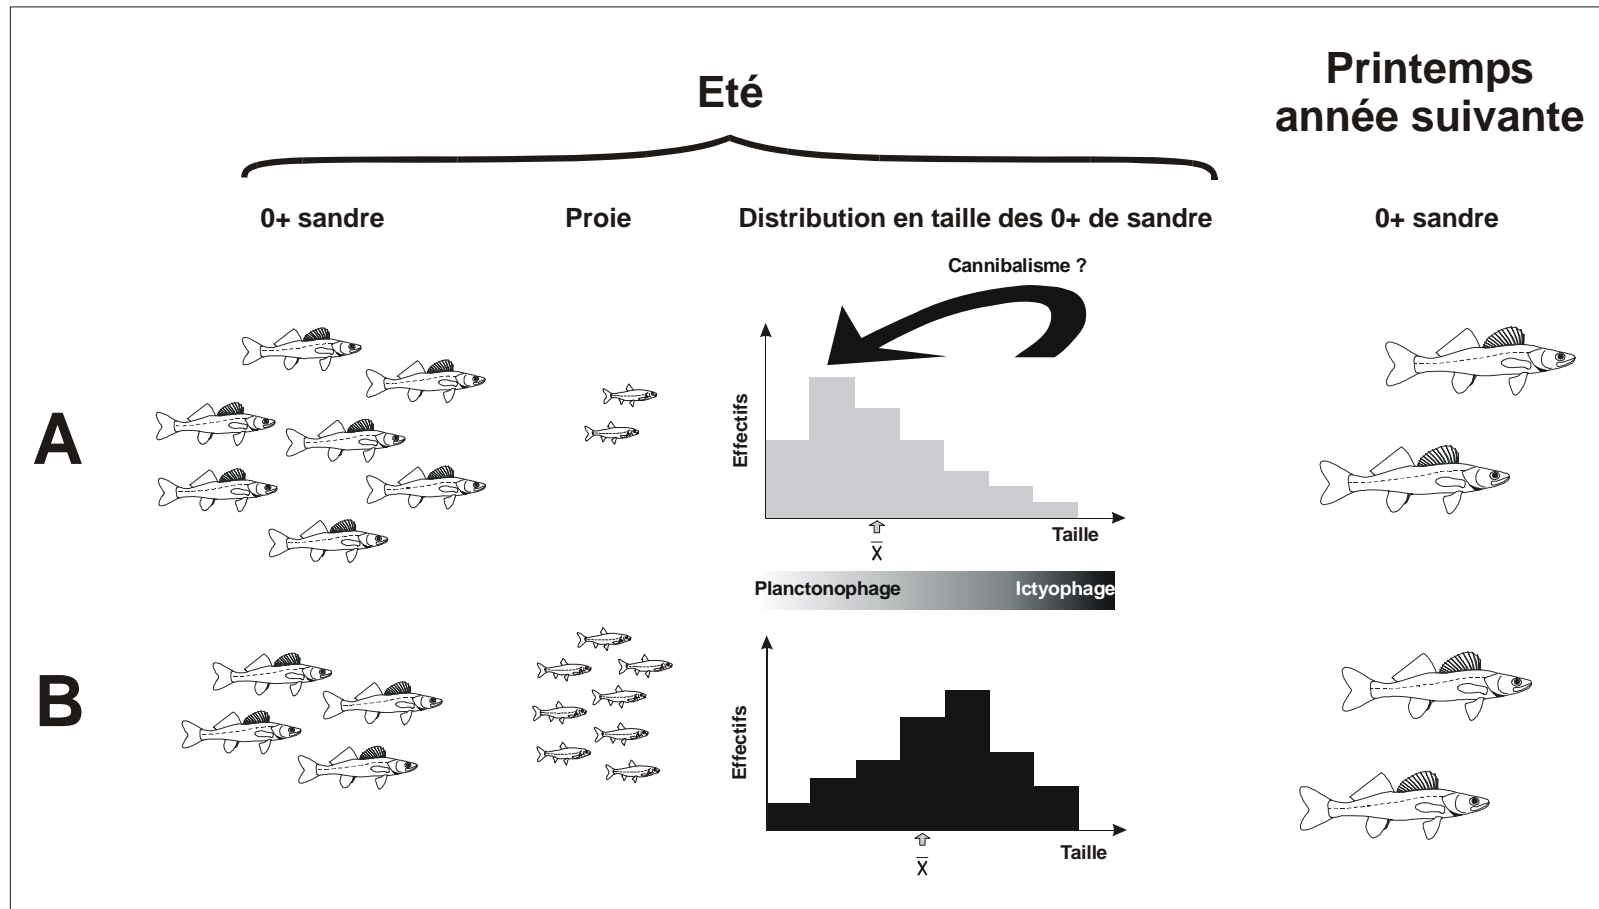 Eté
Printemps
année suivante
0+ sandre
Proie
Distribution en taille des 0+ de sandre
0+ sandre
Cannibalisme ?
A
Effectifs
Taille
X̅
Planctonophage
Ictyophage
B
Effectifs
Taille
X̅